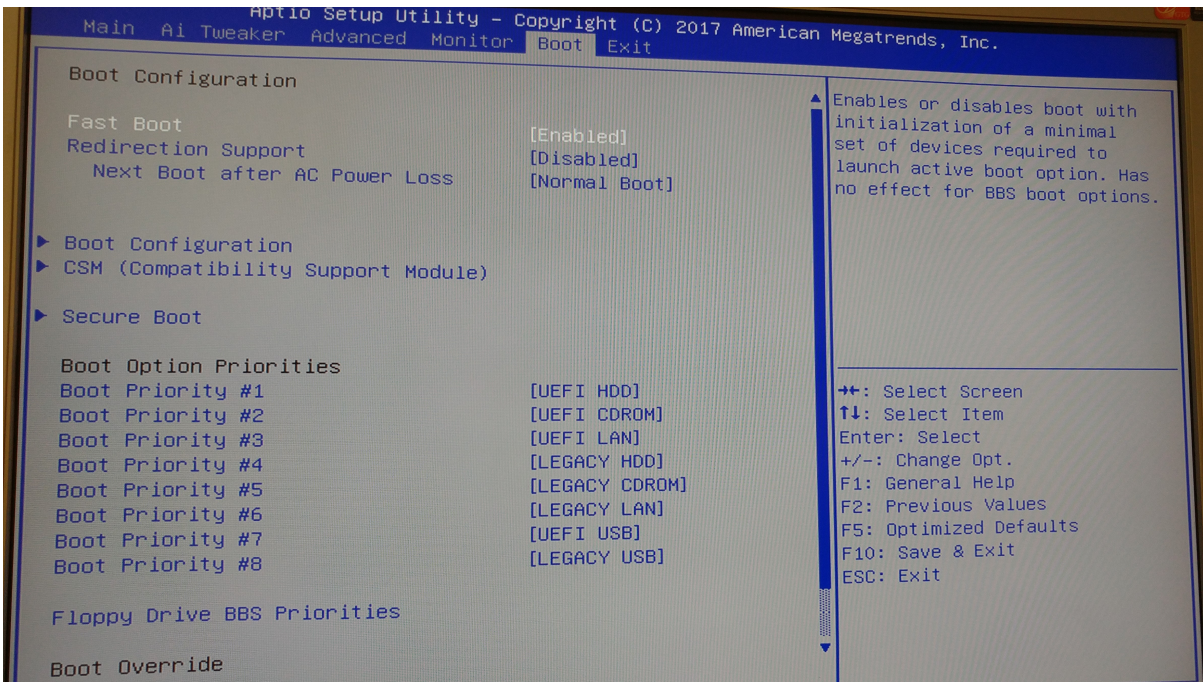 Aptio Setup Utility – Copyright (C) 2017 American Megatrends, Inc.
Main Ai Tweaker Advanced Monitor Boot Exit
Boot Configuration
Fast Boot [Enabled]
Redirection Support [Disabled]
Next Boot after AC Power Loss [Normal Boot]
▶ Boot Configuration
▶ CSM (Compatibility Support Module)
▶ Secure Boot
Boot Option Priorities
Boot Priority #1 [UEFI HDD]
Boot Priority #2 [UEFI CDROM]
Boot Priority #3 [UEFI LAN]
Boot Priority #4 [LEGACY HDD]
Boot Priority #5 [LEGACY CDROM]
Boot Priority #6 [LEGACY LAN]
Boot Priority #7 [UEFI USB]
Boot Priority #8 [LEGACY USB]
Floppy Drive BBS Priorities
Boot Override
Enables or disables boot with
initialization of a minimal
set of devices required to
launch active boot option. Has
no effect for BBS boot options.
→←: Select Screen
↑↓: Select Item
Enter: Select
+/-: Change Opt.
F1: General Help
F2: Previous Values
F5: Optimized Defaults
F10: Save & Exit
ESC: Exit